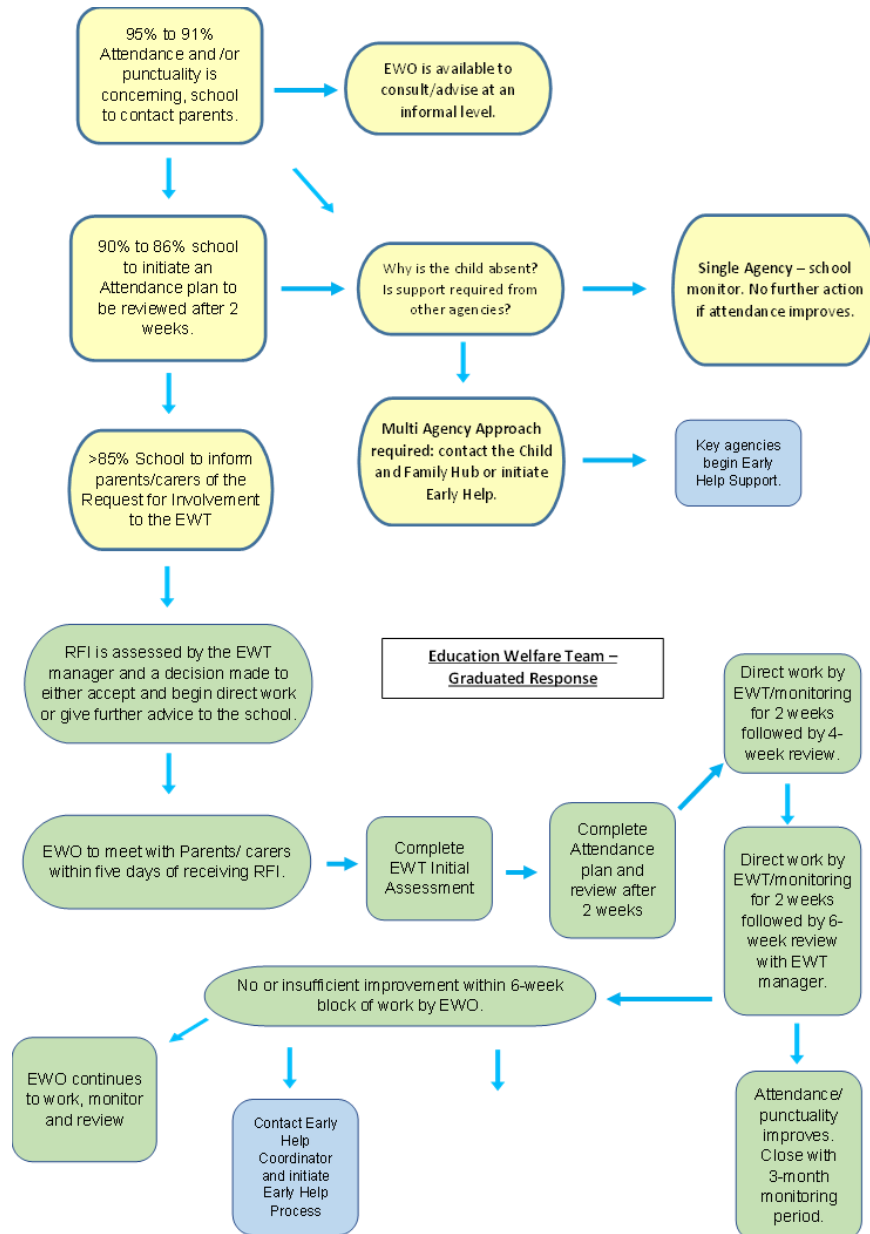 95% to 91%
Attendance and /or
punctuality is
concerning, school
to contact parents.
EWO is available to
consult/advise at an
informal level.
90% to 86% school
to initiate an
Attendance plan to
be reviewed after 2
weeks.
Why is the child absent?
Is support required from
other agencies?
Single Agency – school
monitor. No further action
if attendance improves.
>85% School to inform
parents/carers of the
Request for Involvement
to the EWT
Multi Agency Approach
required: contact the Child
and Family Hub or initiate
Early Help.
Key agencies
begin Early
Help Support.
RFI is assessed by the EWT
manager and a decision made to
either accept and begin direct work
or give further advice to the school.
Education Welfare Team –
Graduated Response
Direct work by
EWT/monitoring
for 2 weeks
followed by 4-
week review.
EWO to meet with Parents/ carers
within five days of receiving RFI.
Complete
EWT Initial
Assessment
Complete
Attendance
plan and
review after
2 weeks
Direct work by
EWT/monitoring
for 2 weeks
followed by 6-
week review
with EWT
manager.
No or insufficient improvement within 6-week
block of work by EWO.
EWO continues
to work, monitor
and review
Contact Early
Help
Coordinator
and initiate
Early Help
Process
Attendance/
punctuality
improves.
Close with
3-month
monitoring
period.